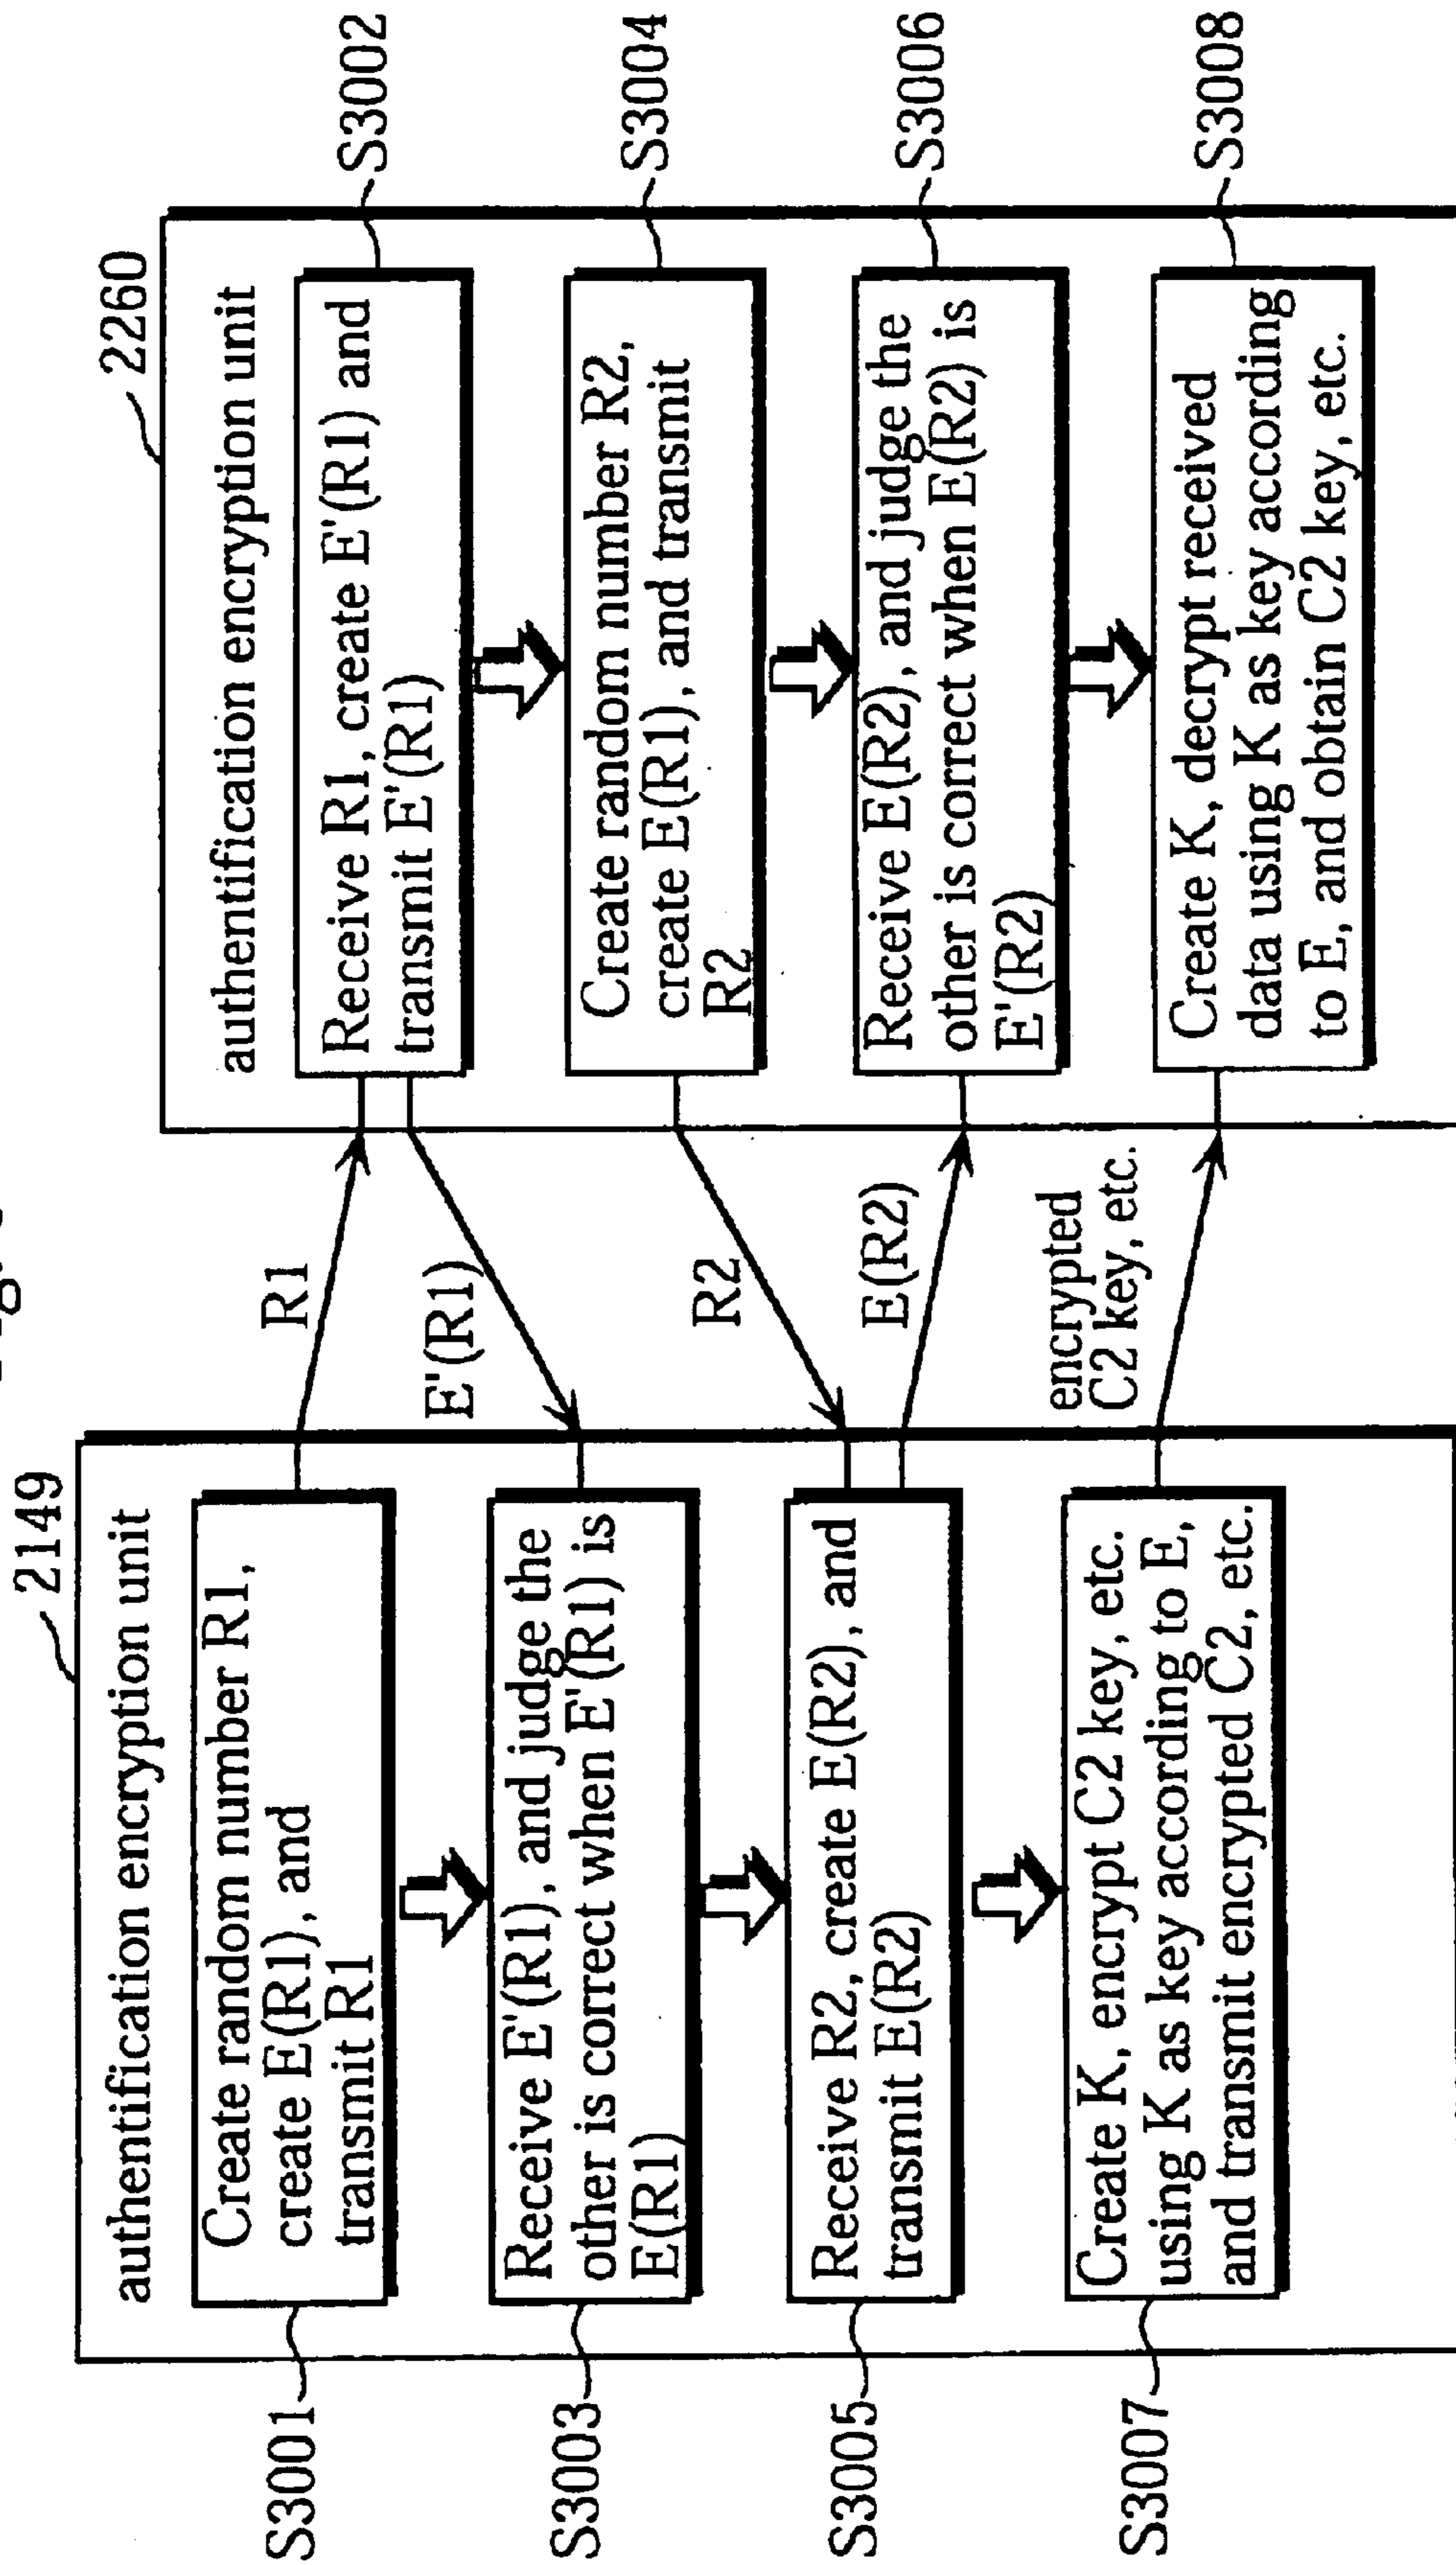 2149
authentification encryption unit
S3001
Create random number R1,
create E(R1), and
transmit R1
S3003
Receive E'(R1), and judge the
other is correct when E'(R1) is
E(R1)
S3005
Receive R2, create E(R2), and
transmit E(R2)
S3007
Create K, encrypt C2 key, etc.
using K as key according to E,
and transmit encrypted C2, etc.
R1
E'(R1)
R2
E(R2)
encrypted
C2 key, etc.
2260
authentification encryption unit
Receive R1, create E'(R1) and
transmit E'(R1)
S3002
Create random number R2,
create E(R1), and transmit
R2
S3004
Receive E(R2), and judge the
other is correct when E(R2) is
E'(R2)
S3006
Create K, decrypt received
data using K as key according
to E, and obtain C2 key, etc.
S3008